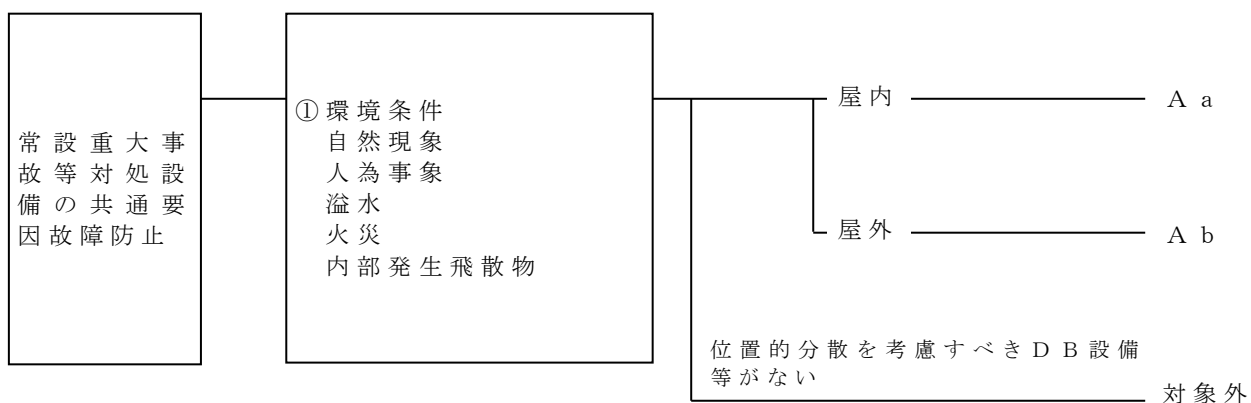 常設重大事
故等対処設
備の共通要
因故障防止
①環境条件
自然現象
人為事象
溢水
火災
内部発生飛散物
屋内
Aa
屋外
Ab
位置的分散を考慮すべきDB設備
等がない
対象外